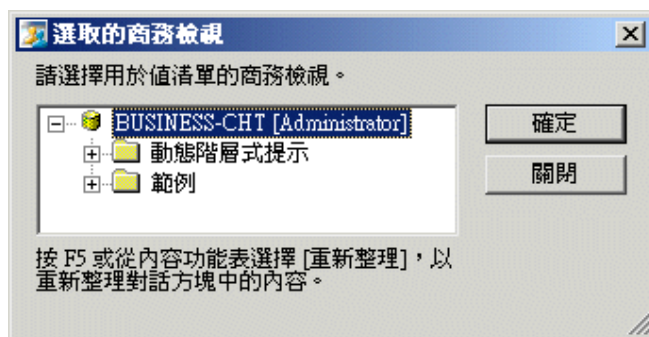 選取的商務檢視
請選擇用於值清單的商務檢視。
BUSINESS-CHT [Administrator]
動態階層式提示
範例
確定
關閉
按 F5 或從內容功能表選擇 [重新整理]，以
重新整理對話方塊中的內容。